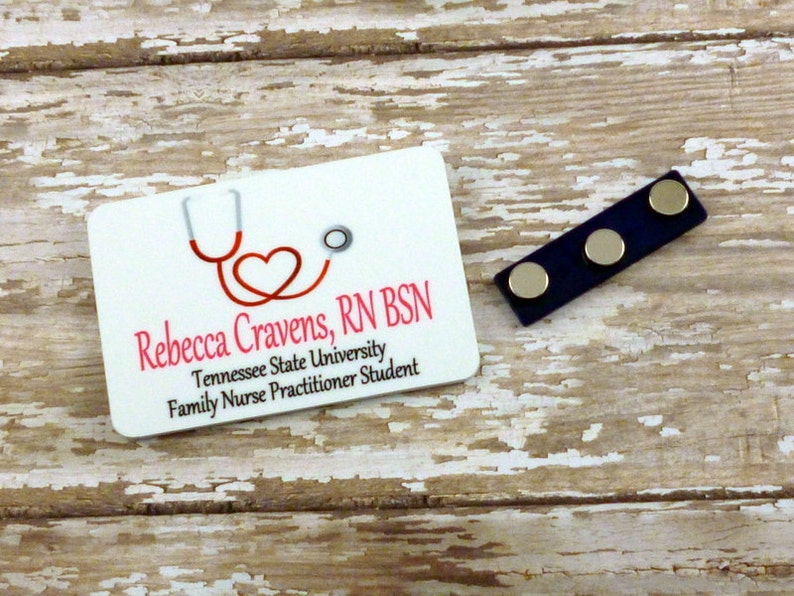 Rebecca Cravens, RN BSN
Tennessee State University
Family Nurse Practitioner Student